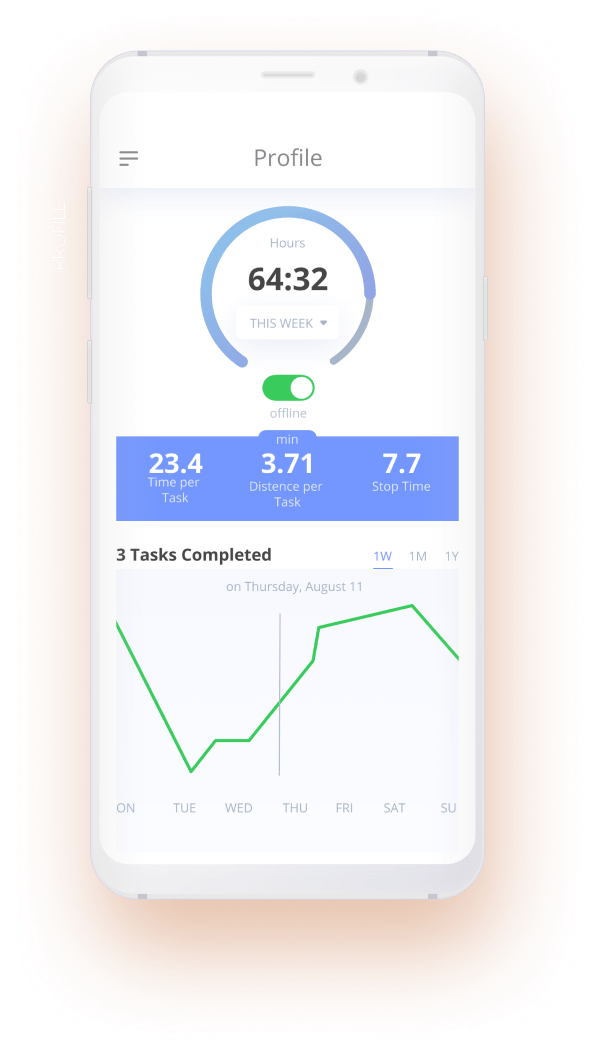 Profile
PROFILE
Hours
64:32
THIS WEEK
offline
min
23.4
3.71
7.7
Time per
Task
Distence per
Task
Stop Time
3 Tasks Completed
1W 1M 1Y
on Thursday, August 11
ON TUE WED THU FRI SAT SU